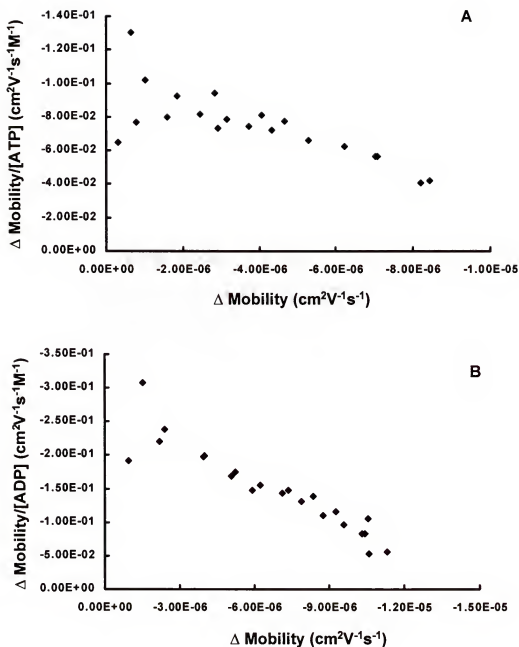 A
Δ Mobility/[ATP] (cm²V⁻¹s⁻¹M⁻¹)
-1.40E-01
-1.20E-01
-1.00E-01
-8.00E-02
-6.00E-02
-4.00E-02
-2.00E-02
0.00E+00
0.00E+00 -2.00E-06 -4.00E-06 -6.00E-06 -8.00E-06 -1.00E-05
Δ Mobility (cm²V⁻¹s⁻¹)
B
Δ Mobility/[ADP] (cm²V⁻¹s⁻¹M⁻¹)
-3.50E-01
-3.00E-01
-2.50E-01
-2.00E-01
-1.50E-01
-1.00E-01
-5.00E-02
0.00E+00
0.00E+00 -3.00E-06 -6.00E-06 -9.00E-06 -1.20E-05 -1.50E-05
Δ Mobility (cm²V⁻¹s⁻¹)